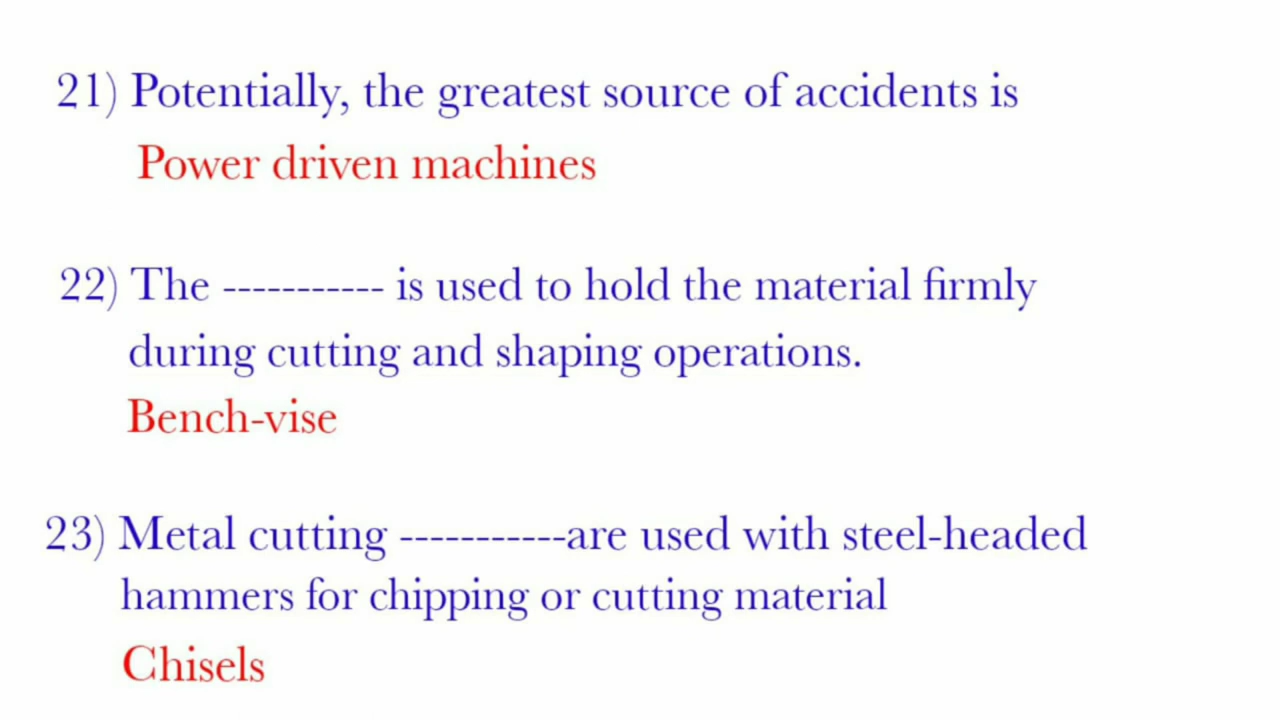 21) Potentially, the greatest source of accidents is
Power driven machines
22) The ----------- is used to hold the material firmly
during cutting and shaping operations.
Bench-vise
23) Metal cutting -----------are used with steel-headed
hammers for chipping or cutting material
Chisels